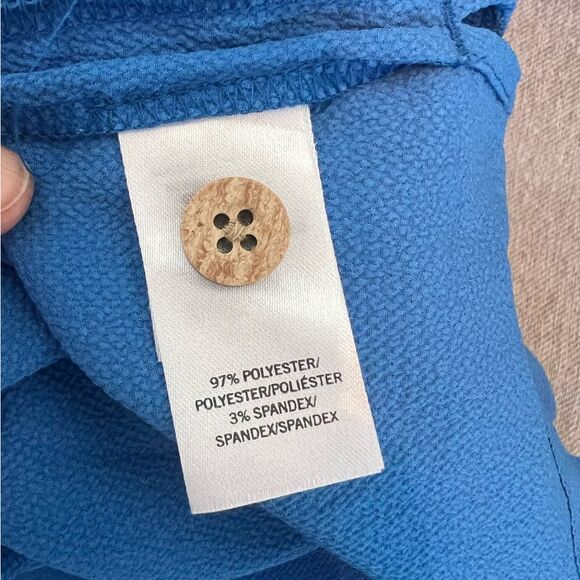 97% POLYESTER/
POLYESTER/POLIÉSTER
3% SPANDEX/
SPANDEX/SPANDEX